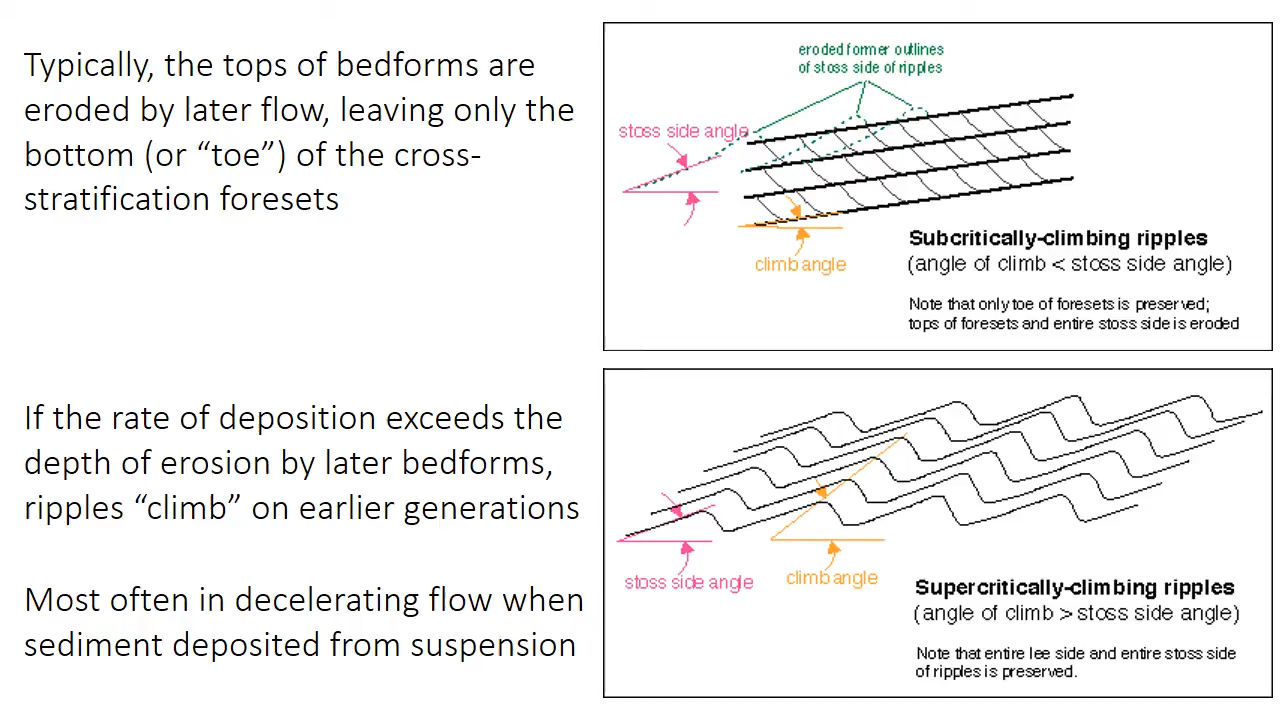 Typically, the tops of bedforms are
eroded by later flow, leaving only the
bottom (or “toe”) of the cross-
stratification foresets
If the rate of deposition exceeds the
depth of erosion by later bedforms,
ripples “climb” on earlier generations
Most often in decelerating flow when
sediment deposited from suspension
eroded former outlines
of stoss side of ripples
stoss side angle
climb angle
Subcritically-climbing ripples
(angle of climb < stoss side angle)
Note that only toe of foresets is preserved;
tops of foresets and entire stoss side is eroded
stoss side angle
climb angle
Supercritically-climbing ripples
(angle of climb > stoss side angle)
Note that entire lee side and entire stoss side
of ripples is preserved.